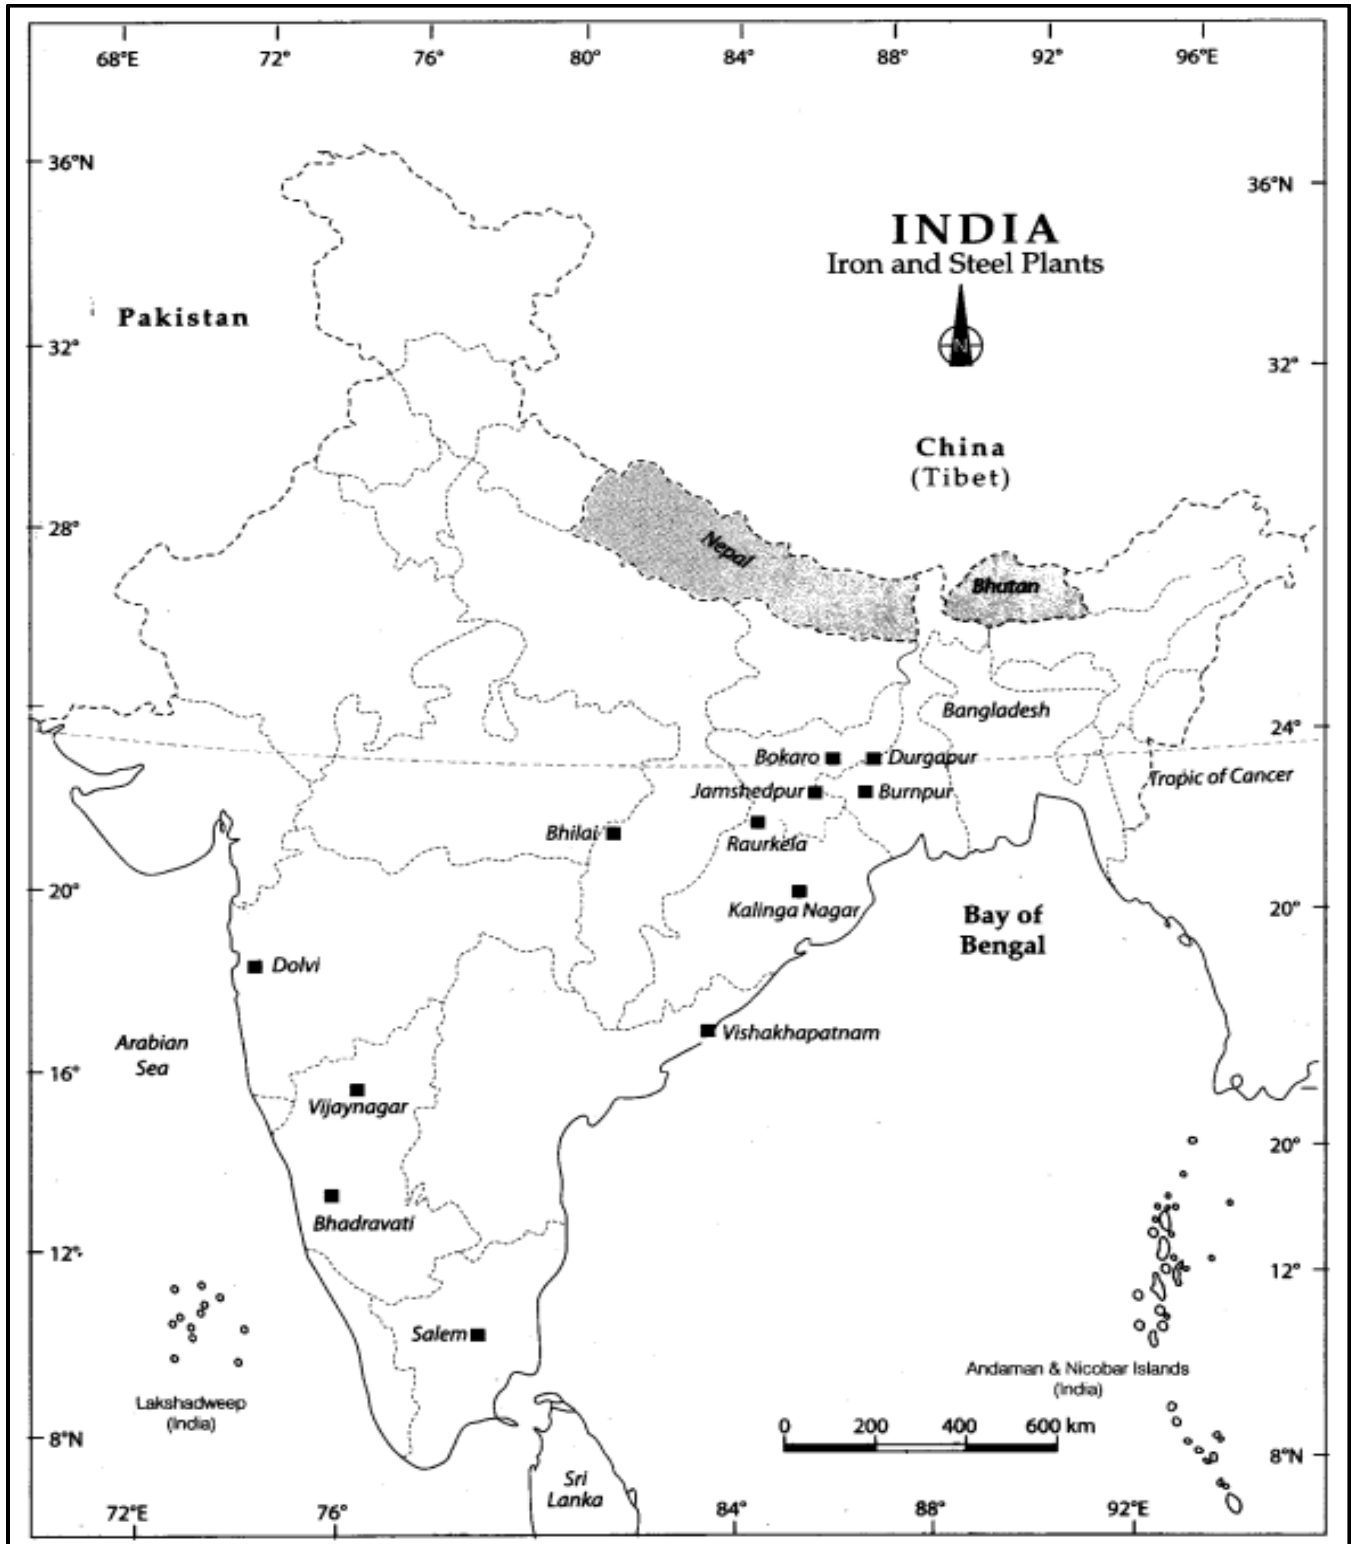 68°E 72° 76° 80° 84° 88° 92° 96°E
36°N
36°N
INDIA
Iron and Steel Plants
N
Pakistan
32°
32°
China
(Tibet)
28°
Nepal
Bhutan
Bangladesh
24°
Bokaro
Durgapur
Tropic of Cancer
Jamshedpur
Burnpur
Bhilai
Raurkela
20°
Kalinga Nagar
20°
Bay of
Bengal
Dolvi
Vishakhapatnam
Arabian
Sea
16°
Vijaynagar
20°
Bhadravati
12°
12°
Salem
Andaman & Nicobar Islands
(India)
Lakshadweep
(India)
0 200 400 600 km
8°N
8°N
Sri
Lanka
72°E 76° 84° 88° 92°E